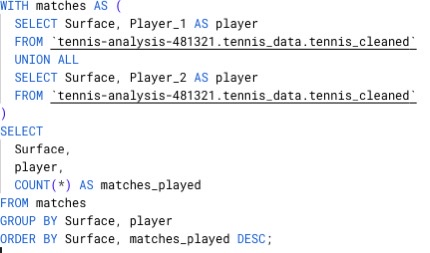 WITH matches AS (
  SELECT Surface, Player_1 AS player
  FROM `tennis-analysis-481321.tennis_data.tennis_cleaned`
  UNION ALL
  SELECT Surface, Player_2 AS player
  FROM `tennis-analysis-481321.tennis_data.tennis_cleaned`
)
SELECT
  Surface,
  player,
  COUNT(*) AS matches_played
FROM matches
GROUP BY Surface, player
ORDER BY Surface, matches_played DESC;